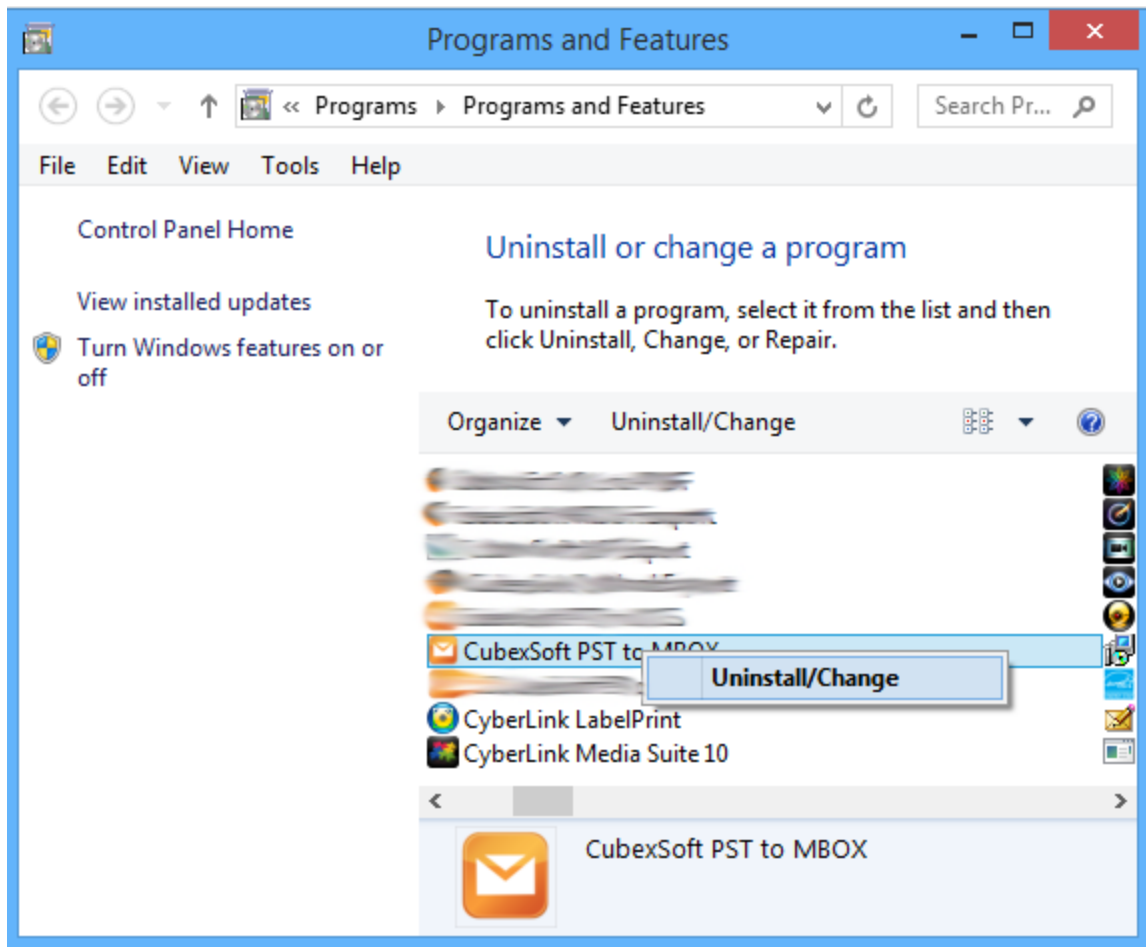 Programs and Features
« Programs Programs and Features
Search Pr...
File Edit View Tools Help
Control Panel Home
View installed updates
Turn Windows features on or
off
Uninstall or change a program
To uninstall a program, select it from the list and then
click Uninstall, Change, or Repair.
Organize Uninstall/Change
CubexSoft PST to MBOX
Uninstall/Change
CyberLink LabelPrint
CyberLink Media Suite 10
CubexSoft PST to MBOX